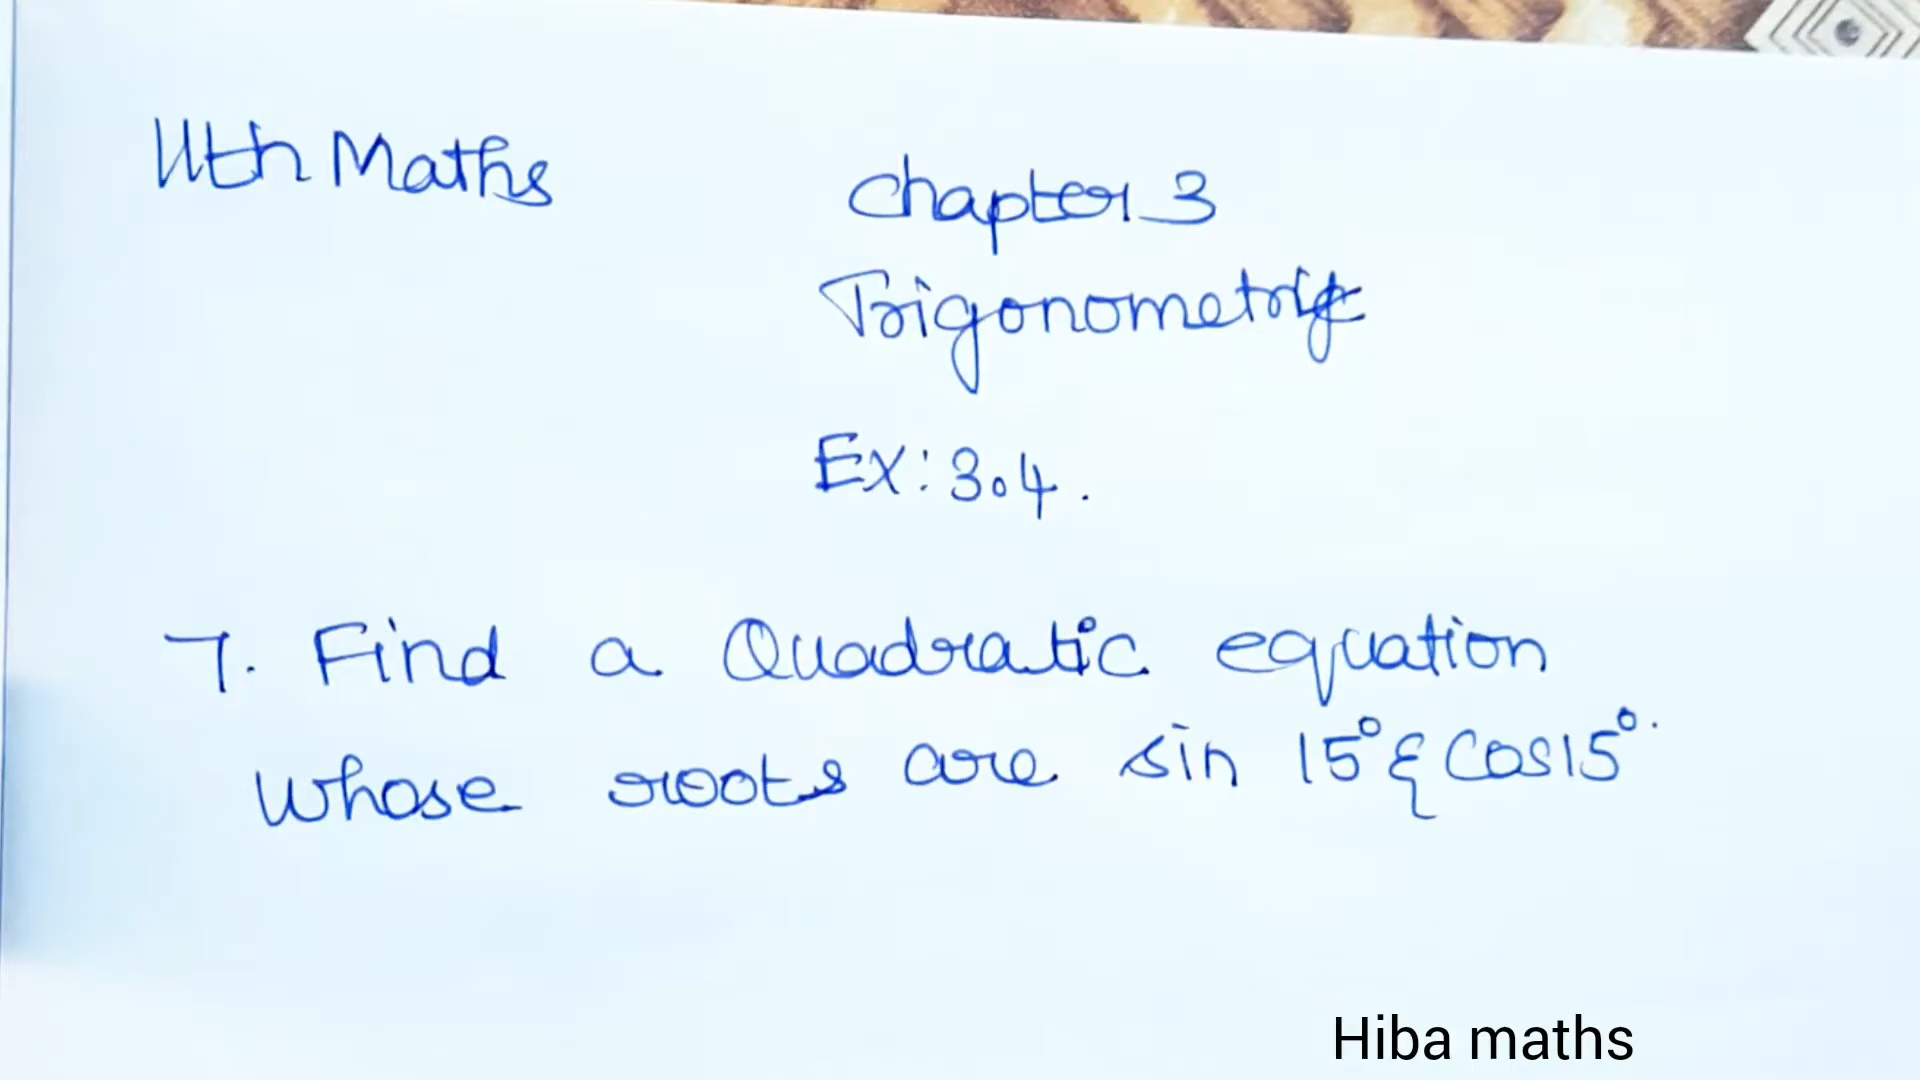 11th Maths
Chapter 3
Trigonometry
Ex: 3.4.
7. Find a Quadratic equation
whose roots are sin 15° & cos15°.
Hiba maths